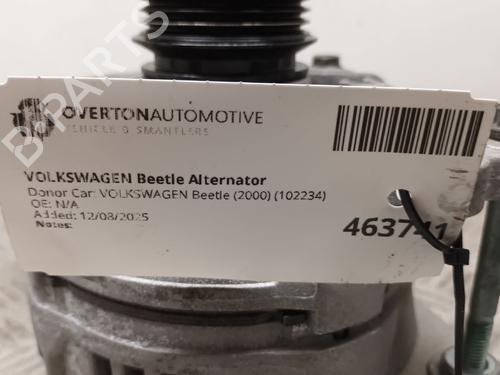 OVERTONAUTOMOTIVE
VEHICLE DISMANTLERS
VOLKSWAGEN Beetle Alternator
Donor Car: VOLKSWAGEN Beetle (2000) (102234)
OE: N/A
Added: 12/08/2025
Notes:
463741
B-PARTS